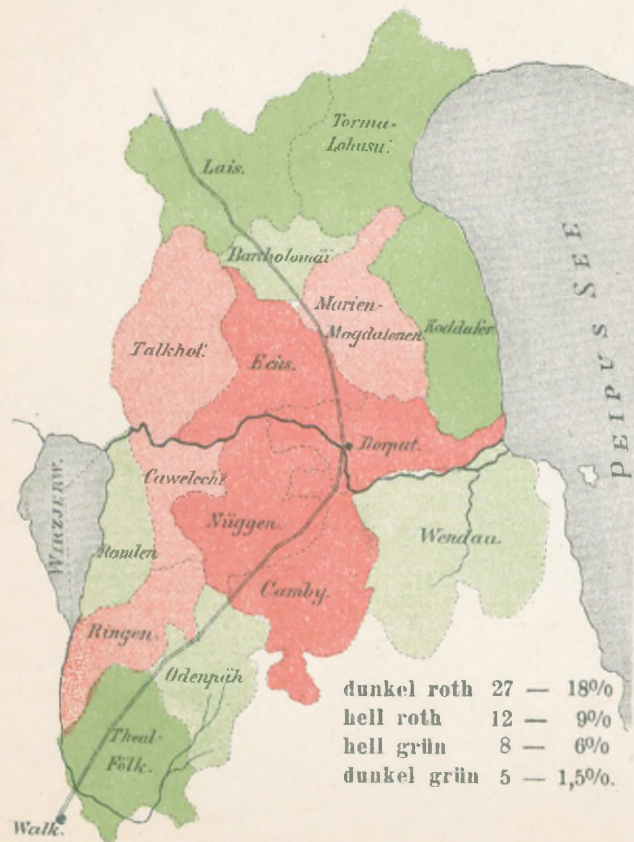 Torma-
Lohusu.
Lais.
Bartholomäi
Marien-
Magdalenen
Koddafer
Talkhof.
Ecks.
PEIPUS SEE
Dorpat.
Cawelecht
WIRZJERW.
Nüggen.
Randen
Wendau.
Camby.
Ringen.
Odenpäh
Theal-
Fölk.
Walk.
dunkel roth 27 — 18%
hell roth 12 — 9%
hell grün 8 — 6%
dunkel grün 5 — 1,5%.